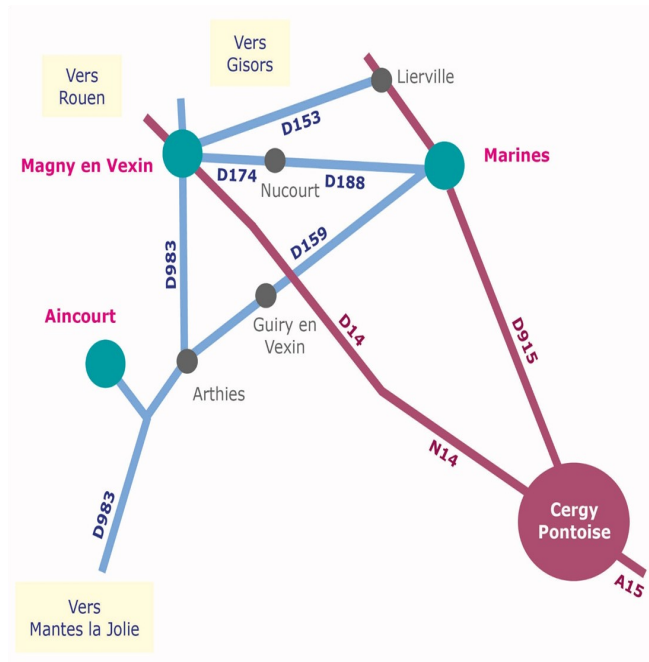 Vers
Gisors
Vers
Rouen
Lierville
D153
Magny en Vexin
Marines
D174
Nucourt
D188
D983
D159
Aincourt
Guiry en
Vexin
D14
D915
Arthies
N14
D983
Cergy
Pontoise
A15
Vers
Mantes la Jolie